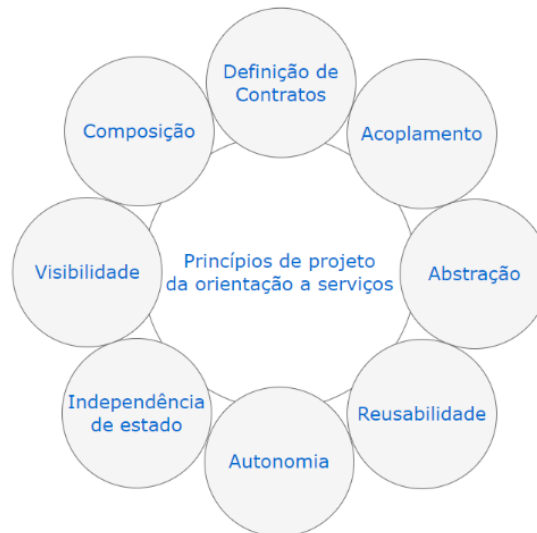 Definição de
Contratos
Composição
Acoplamento
Visibilidade
Princípios de projeto
da orientação a serviços
Abstração
Independência
de estado
Reusabilidade
Autonomia